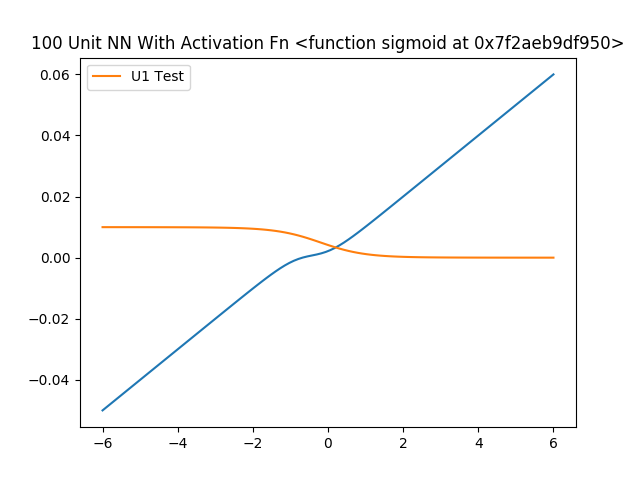 100 Unit NN With Activation Fn <function sigmoid at 0x7f2aeb9df950>
U1 Test
0.06
0.04
0.02
0.00
−0.02
−0.04
−6 −4 −2 0 2 4 6